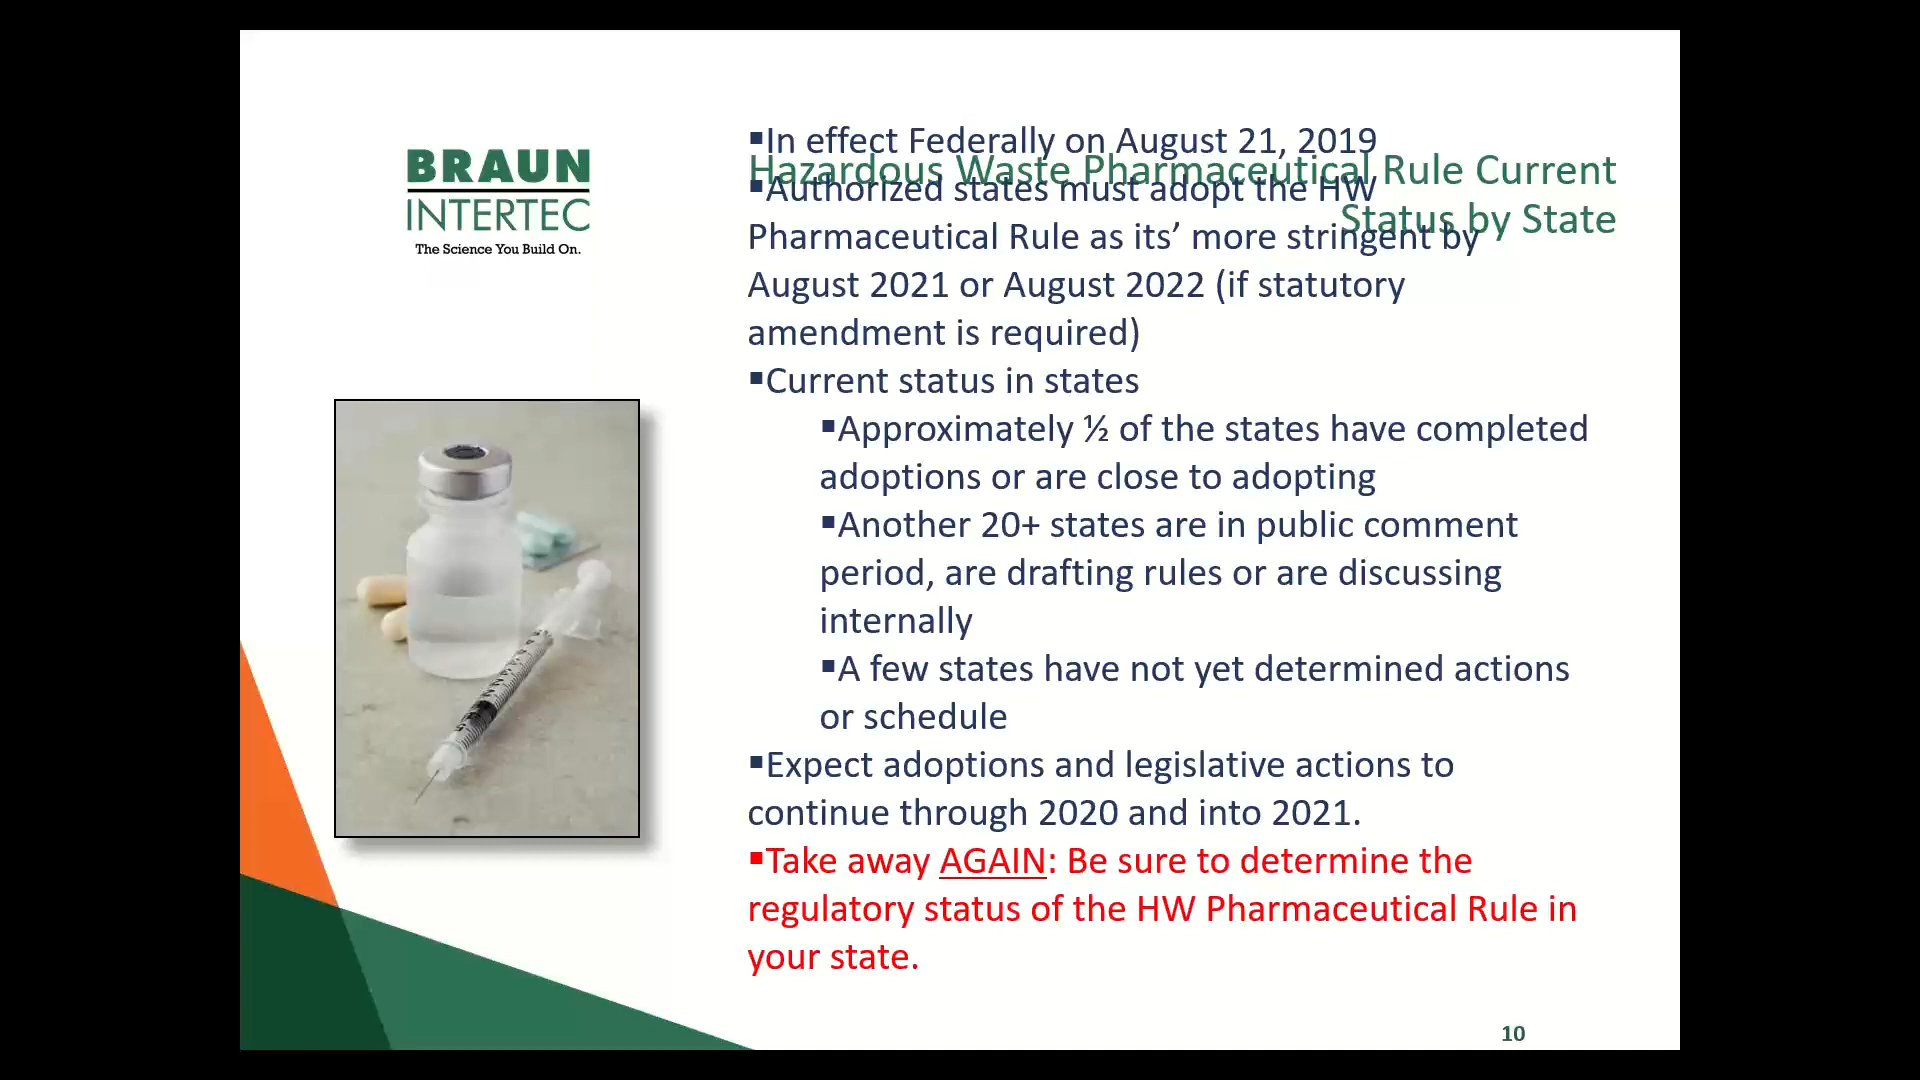 BRAUN
INTERTEC
The Science You Build On.
Hazardous Waste Pharmaceutical Rule Current
Status by State
▪In effect Federally on August 21, 2019
▪Authorized states must adopt the HW
Pharmaceutical Rule as its’ more stringent by
August 2021 or August 2022 (if statutory
amendment is required)
▪Current status in states
▪Approximately ½ of the states have completed
adoptions or are close to adopting
▪Another 20+ states are in public comment
period, are drafting rules or are discussing
internally
▪A few states have not yet determined actions
or schedule
▪Expect adoptions and legislative actions to
continue through 2020 and into 2021.
▪Take away AGAIN: Be sure to determine the
regulatory status of the HW Pharmaceutical Rule in
your state.
10